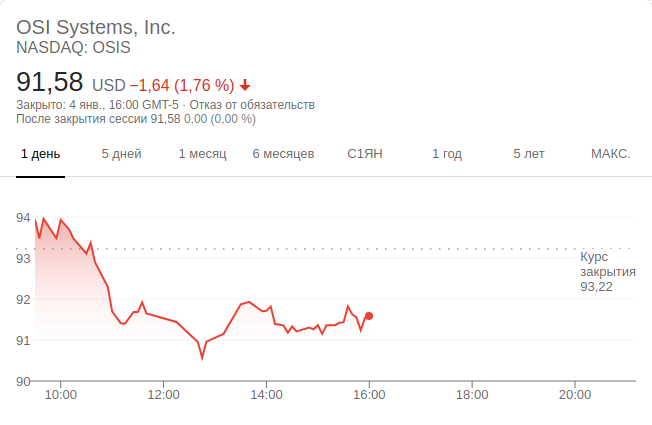 OSI Systems, Inc.
NASDAQ: OSIS
91,58 USD −1,64 (1,76 %)
Закрыто: 4 янв., 16:00 GMT-5 · Отказ от обязательств
После закрытия сессии 91,58 0,00 (0,00 %)
1 день 5 дней 1 месяц 6 месяцев С1ЯН 1 год 5 лет МАКС.
94
93
92
91
90
Курс
закрытия
93,22
10:00 12:00 14:00 16:00 18:00 20:00